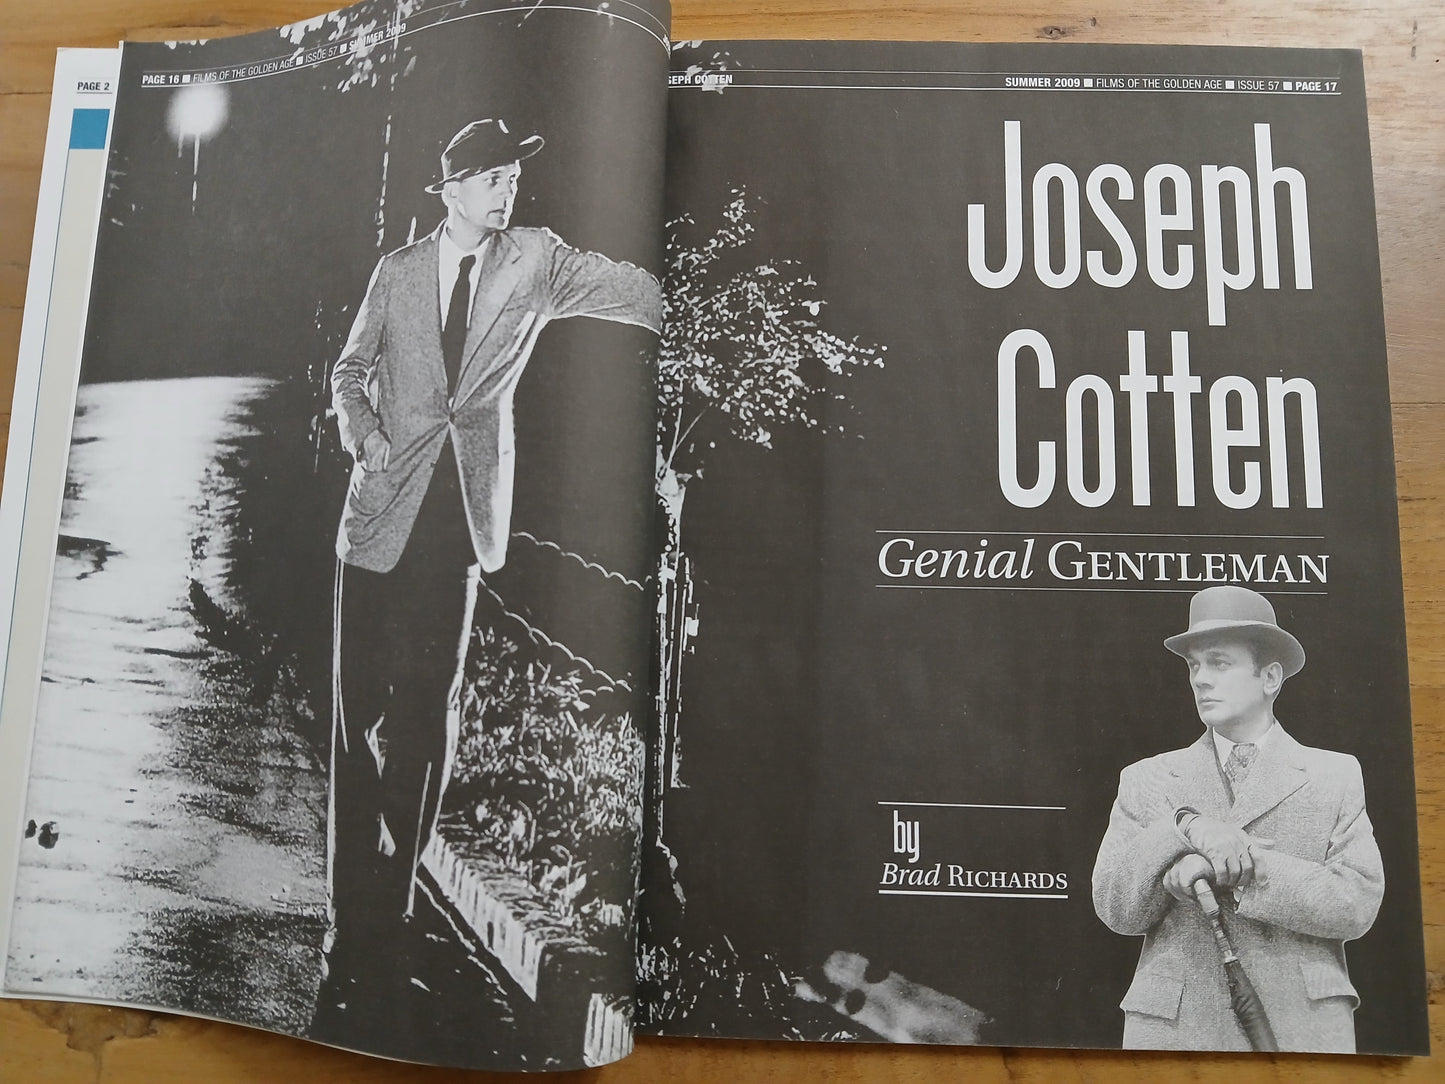 PAGE 2
PAGE 16 ■ FILMS OF THE GOLDEN AGE ■ ISSUE 57 ■ SUMMER 2009
SEPH COTTEN
SUMMER 2009 ■ FILMS OF THE GOLDEN AGE ■ ISSUE 57 ■ PAGE 17
Joseph
Cotten
Genial GENTLEMAN
by
Brad RICHARDS